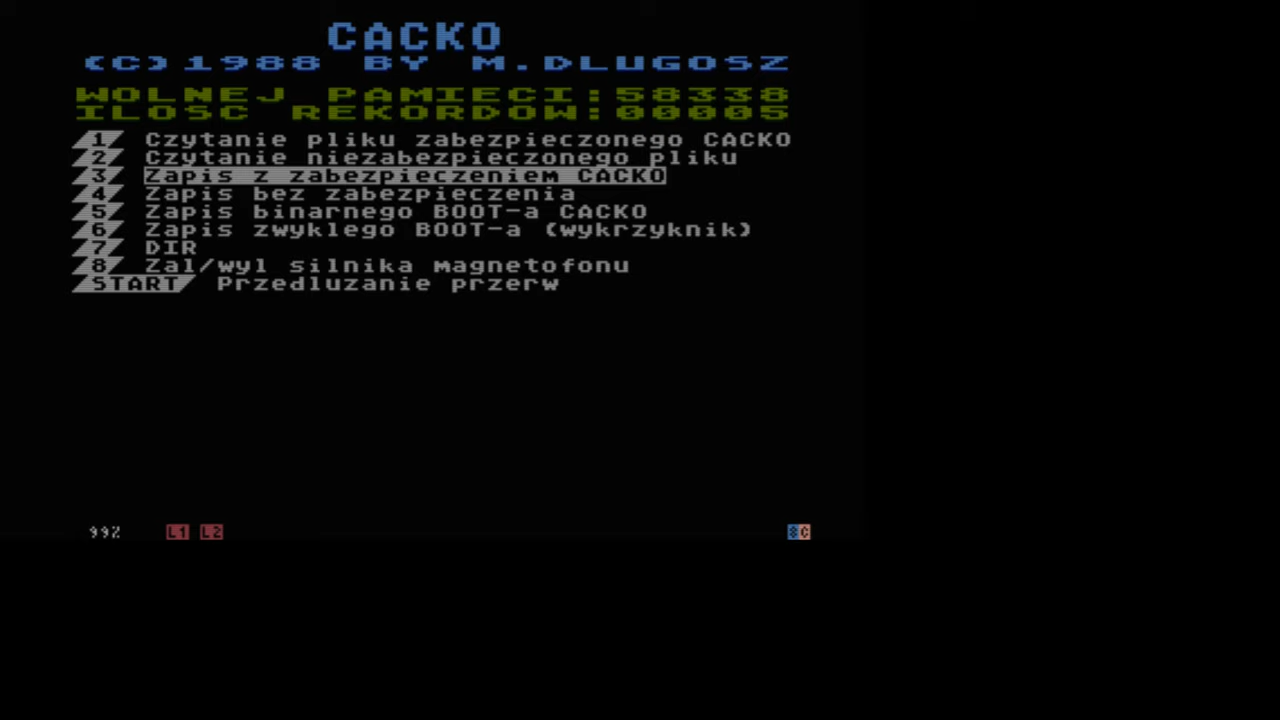 CACKO
(C)1988 BY M.DLUGOSZ
WOLNEJ PAMIECI:58338
ILOSC REKORDOW:00005
1 Czytanie pliku zabezpieczonego CACKO
2 Czytanie niezabezpieczonego pliku
3 Zapis z zabezpieczeniem CACKO
4 Zapis bez zabezpieczenia
5 Zapis binarnego BOOT-a CACKO
6 Zapis zwyklego BOOT-a (wykrzyknik)
7 DIR
8 Zal/wyl silnika magnetofonu
START Przedluzanie przerw
99% L1 L2 8C